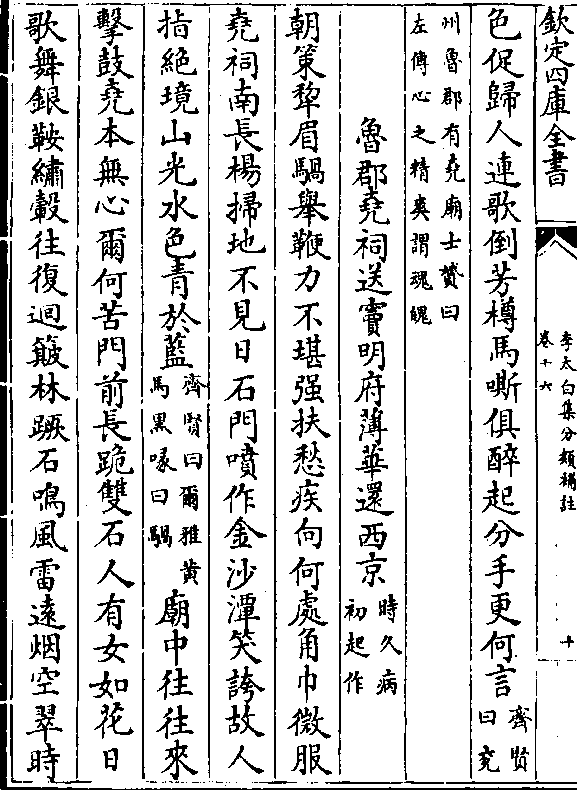 欽定四庫全書
李太白集分類補註
卷十六
十
色促歸人連歌倒芳樽馬嘶俱醉起分手更何言齊賢曰兗
州魯郡有堯廟士贇曰
左傳心之精爽謂魂魄
魯郡堯祠送竇明府薄華還西京時久病初起作
朝策犂眉騧舉鞭力不堪强扶愁疾向何處角巾微服
堯祠南長楊掃地不見日石門噴作金沙潭笑誇故人
指絶境山光水色青於藍齊賢曰爾雅黃馬黑喙曰騧廟中往往來
擊鼓堯本無心爾何苦門前長跪雙石人有女如花日
歌舞銀鞍繡轂往復迴簸林蹶石鳴風雷遠烟空翠時